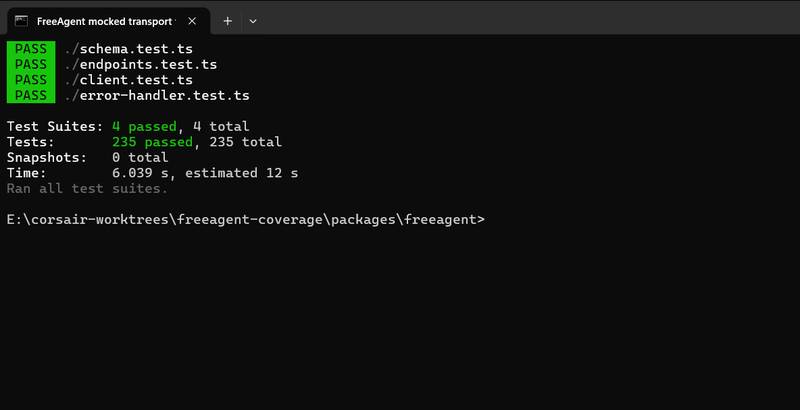 FreeAgent mocked transport
PASS ./schema.test.ts
PASS ./endpoints.test.ts
PASS ./client.test.ts
PASS ./error-handler.test.ts
Test Suites: 4 passed, 4 total
Tests:       235 passed, 235 total
Snapshots:   0 total
Time:        6.039 s, estimated 12 s
Ran all test suites.
E:\corsair-worktrees\freeagent-coverage\packages\freeagent>